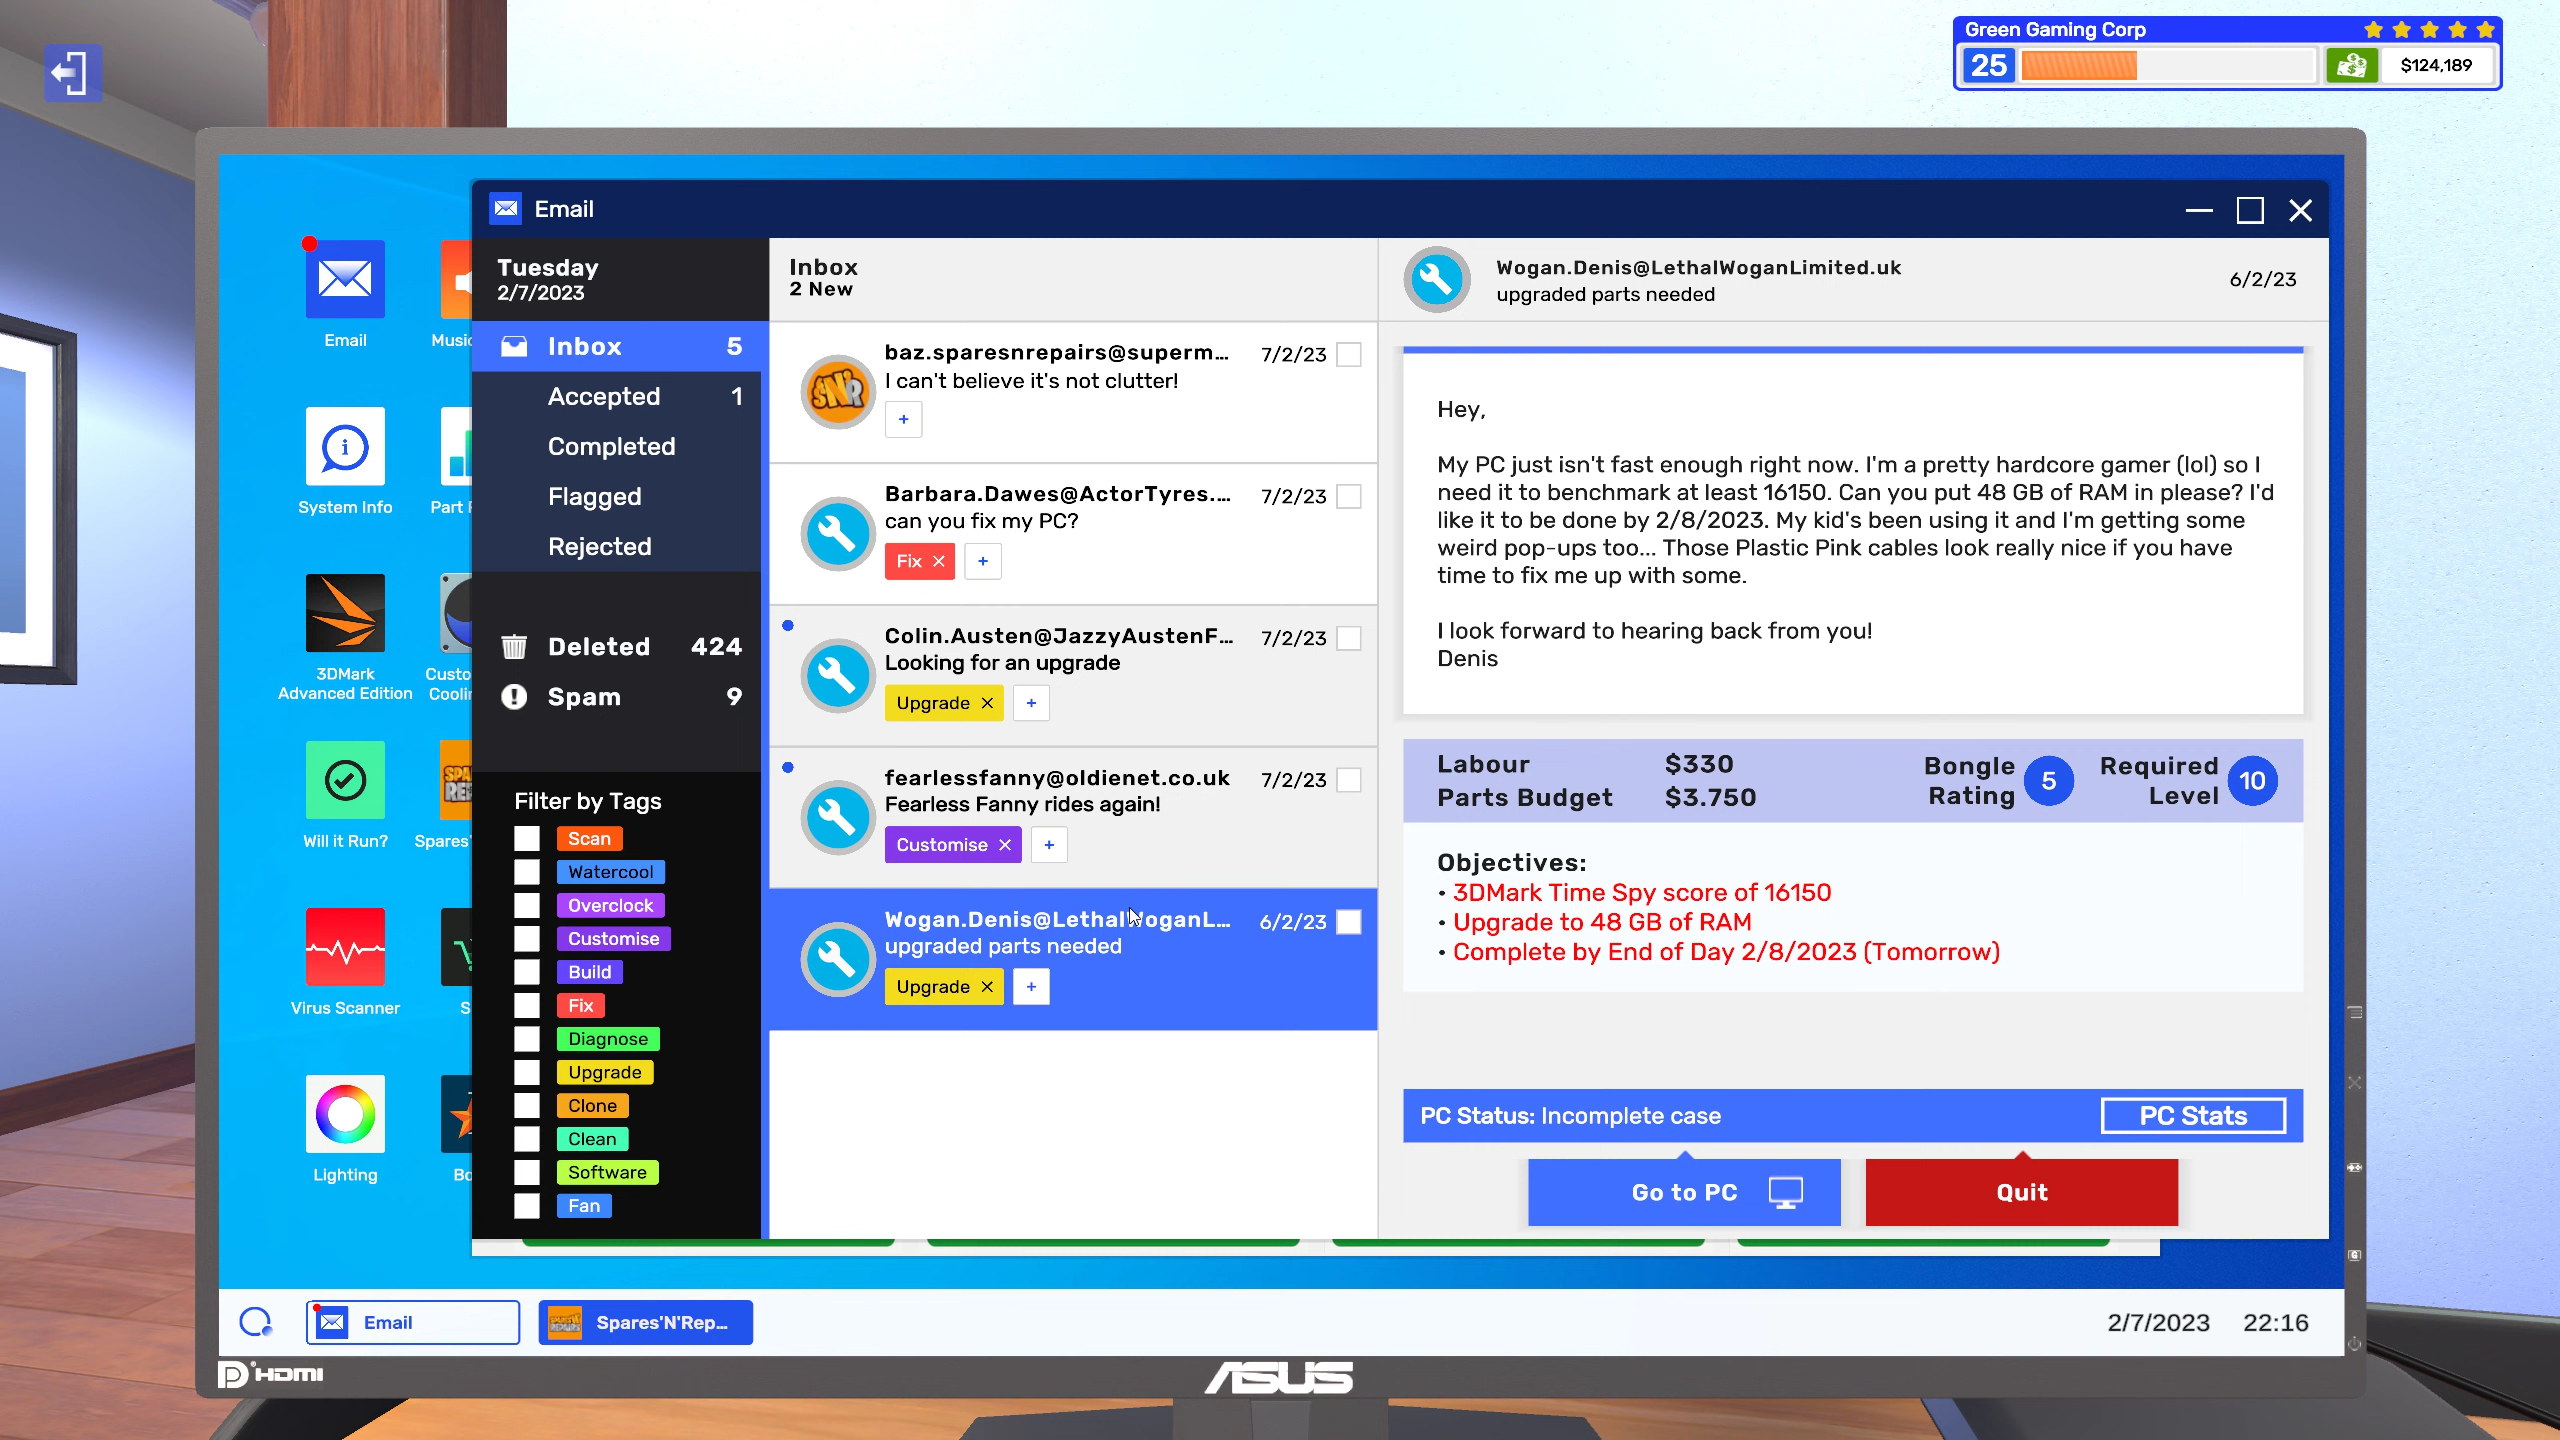 Green Gaming Corp
25
$124,189
Email
Tuesday
2/7/2023
Inbox 5
Accepted 1
Completed
Flagged
Rejected
Deleted 424
Spam 9
Filter by Tags
Scan
Watercool
Overclock
Customise
Build
Fix
Diagnose
Upgrade
Clone
Clean
Software
Fan
Inbox
2 New
baz.sparesnrepairs@superm... 7/2/23
I can't believe it's not clutter!
+
SNR
Barbara.Dawes@ActorTyres.... 7/2/23
can you fix my PC?
Fix × +
Colin.Austen@JazzyAustenF... 7/2/23
Looking for an upgrade
Upgrade × +
fearlessfanny@oldienet.co.uk 7/2/23
Fearless Fanny rides again!
Customise × +
Wogan.Denis@LethalWoganL... 6/2/23
upgraded parts needed
Upgrade × +
Wogan.Denis@LethalWoganLimited.uk
upgraded parts needed
6/2/23
Hey,
My PC just isn't fast enough right now. I'm a pretty hardcore gamer (lol) so I
need it to benchmark at least 16150. Can you put 48 GB of RAM in please? I'd
like it to be done by 2/8/2023. My kid's been using it and I'm getting some
weird pop-ups too... Those Plastic Pink cables look really nice if you have
time to fix me up with some.
I look forward to hearing back from you!
Denis
Labour $330
Parts Budget $3.750
Bongle Rating 5
Required Level 10
Objectives:
• 3DMark Time Spy score of 16150
• Upgrade to 48 GB of RAM
• Complete by End of Day 2/8/2023 (Tomorrow)
PC Status: Incomplete case
PC Stats
Go to PC
Quit
Email
Music
System Info
Part
3DMark
Advanced Edition
Custo
Coolin
Will it Run?
Spares'
Virus Scanner
S
Lighting
Bo
Email
Spares'N'Rep...
2/7/2023 22:16
HDMI
ASUS